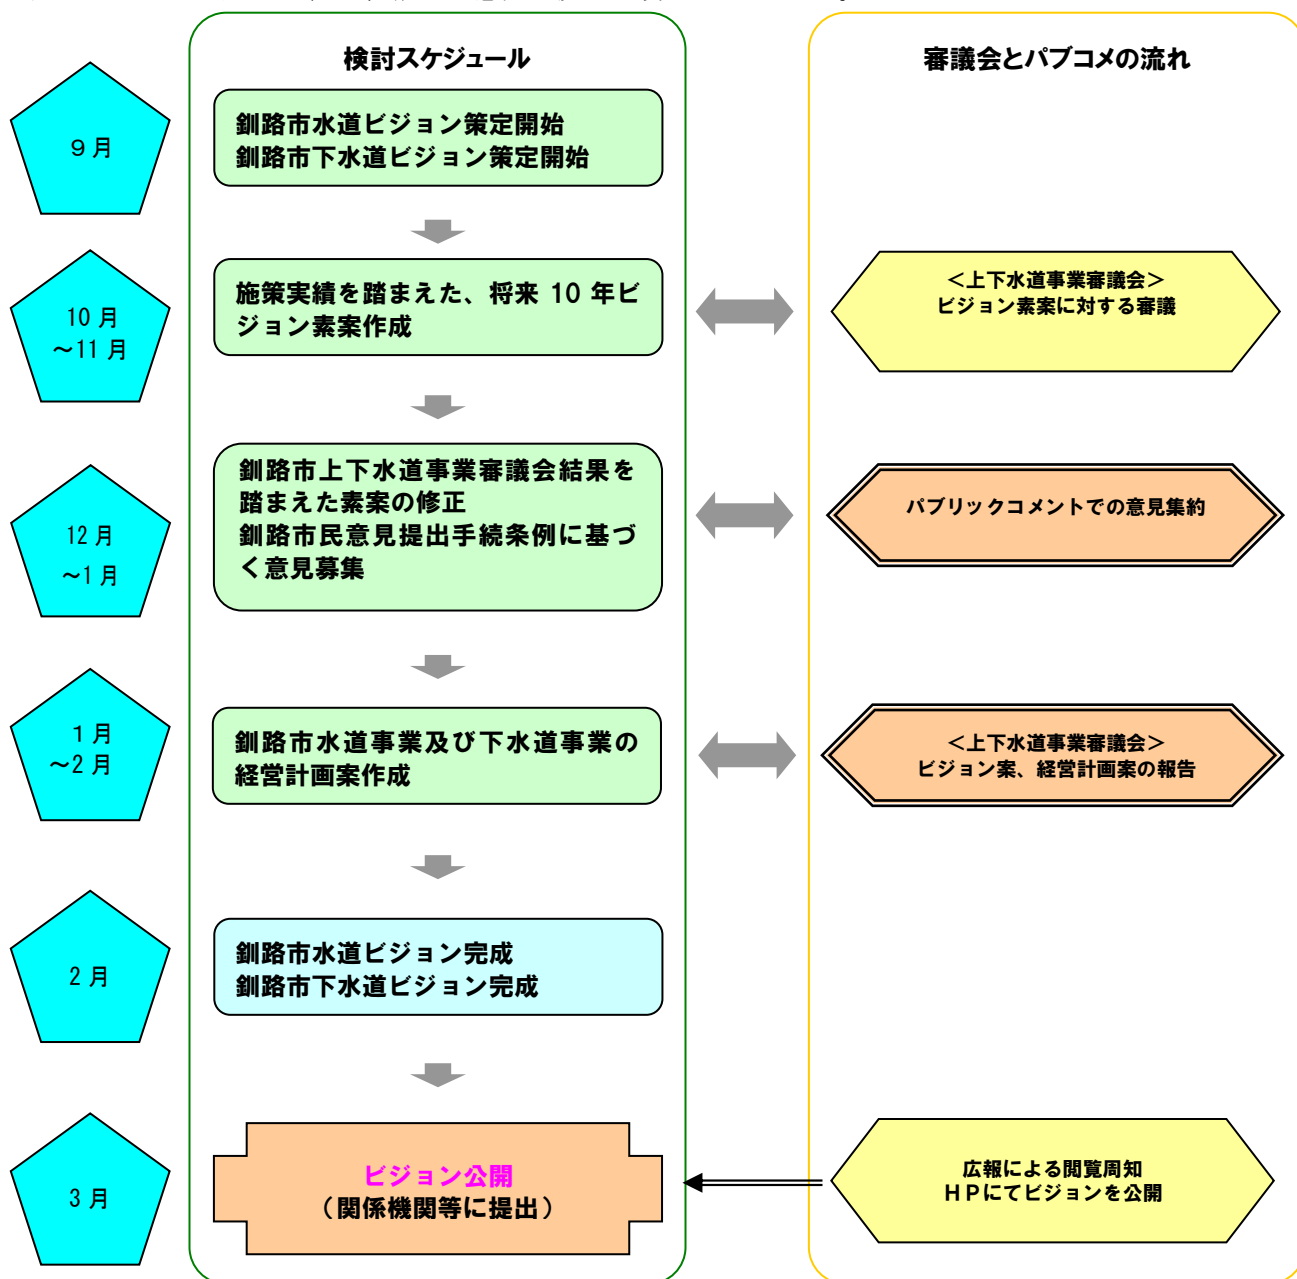 検討スケジュール
審議会とパブコメの流れ
９月
釧路市水道ビジョン策定開始
釧路市下水道ビジョン策定開始
10 月
～11 月
施策実績を踏まえた、将来 10 年ビ
ジョン素案作成
＜上下水道事業審議会＞
ビジョン素案に対する審議
12 月
～1 月
釧路市上下水道事業審議会結果を
踏まえた素案の修正
釧路市民意見提出手続条例に基づ
く意見募集
パブリックコメントでの意見集約
１月
～2 月
釧路市水道事業及び下水道事業の
経営計画案作成
＜上下水道事業審議会＞
ビジョン案、経営計画案の報告
2 月
釧路市水道ビジョン完成
釧路市下水道ビジョン完成
3 月
ビジョン公開
（関係機関等に提出）
広報による閲覧周知
ＨＰにてビジョンを公開